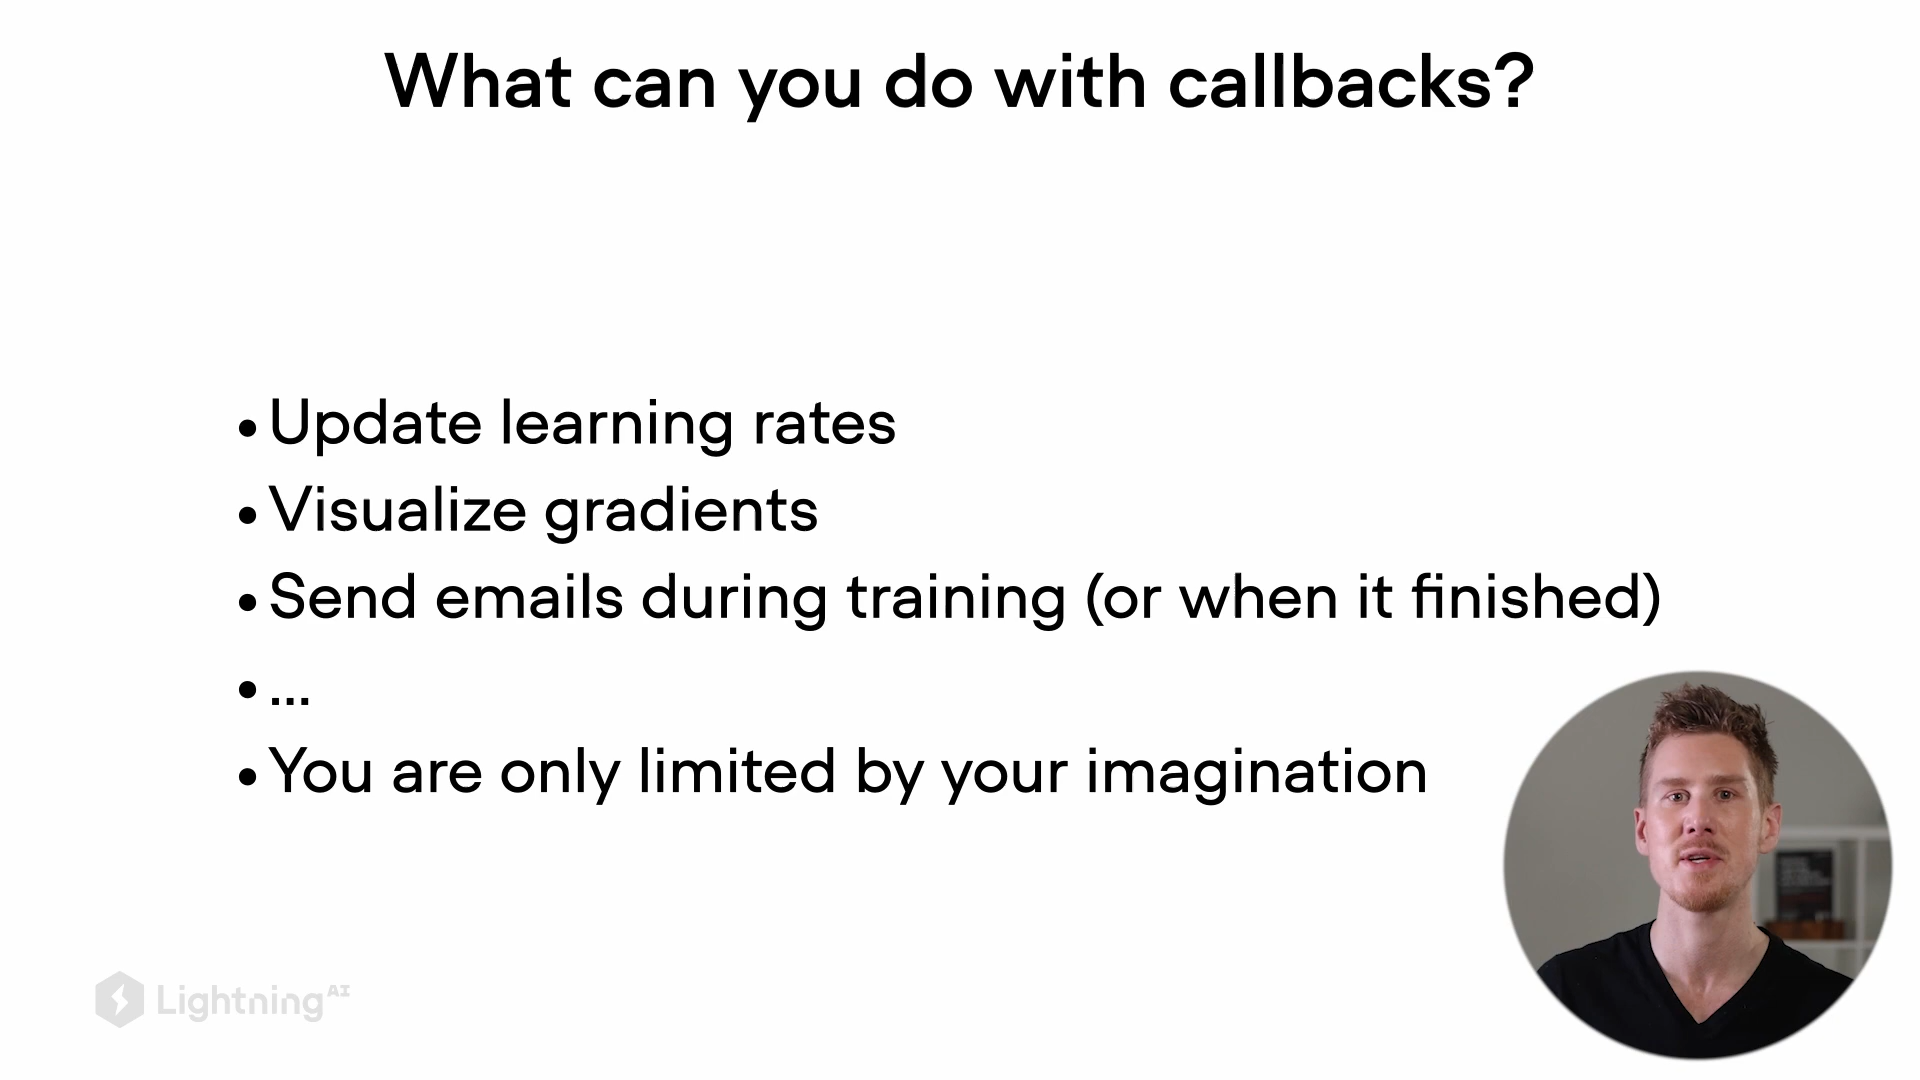 What can you do with callbacks?
• Update learning rates
• Visualize gradients
• Send emails during training (or when it finished)
• ...
• You are only limited by your imagination
Lightning AI